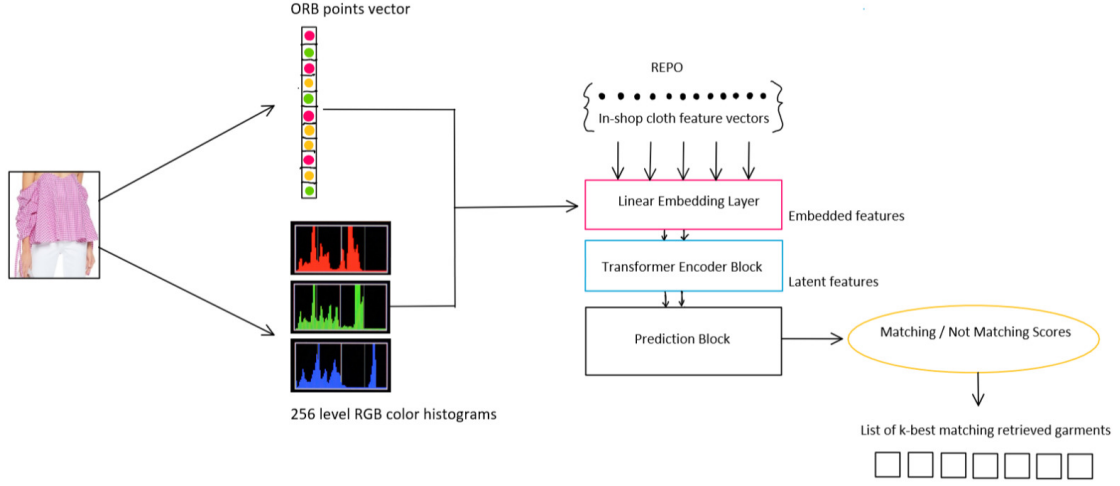 ORB points vector
REPO
In-shop cloth feature vectors
Linear Embedding Layer
Embedded features
Transformer Encoder Block
Latent features
Prediction Block
Matching / Not Matching Scores
256 level RGB color histograms
List of k-best matching retrieved garments